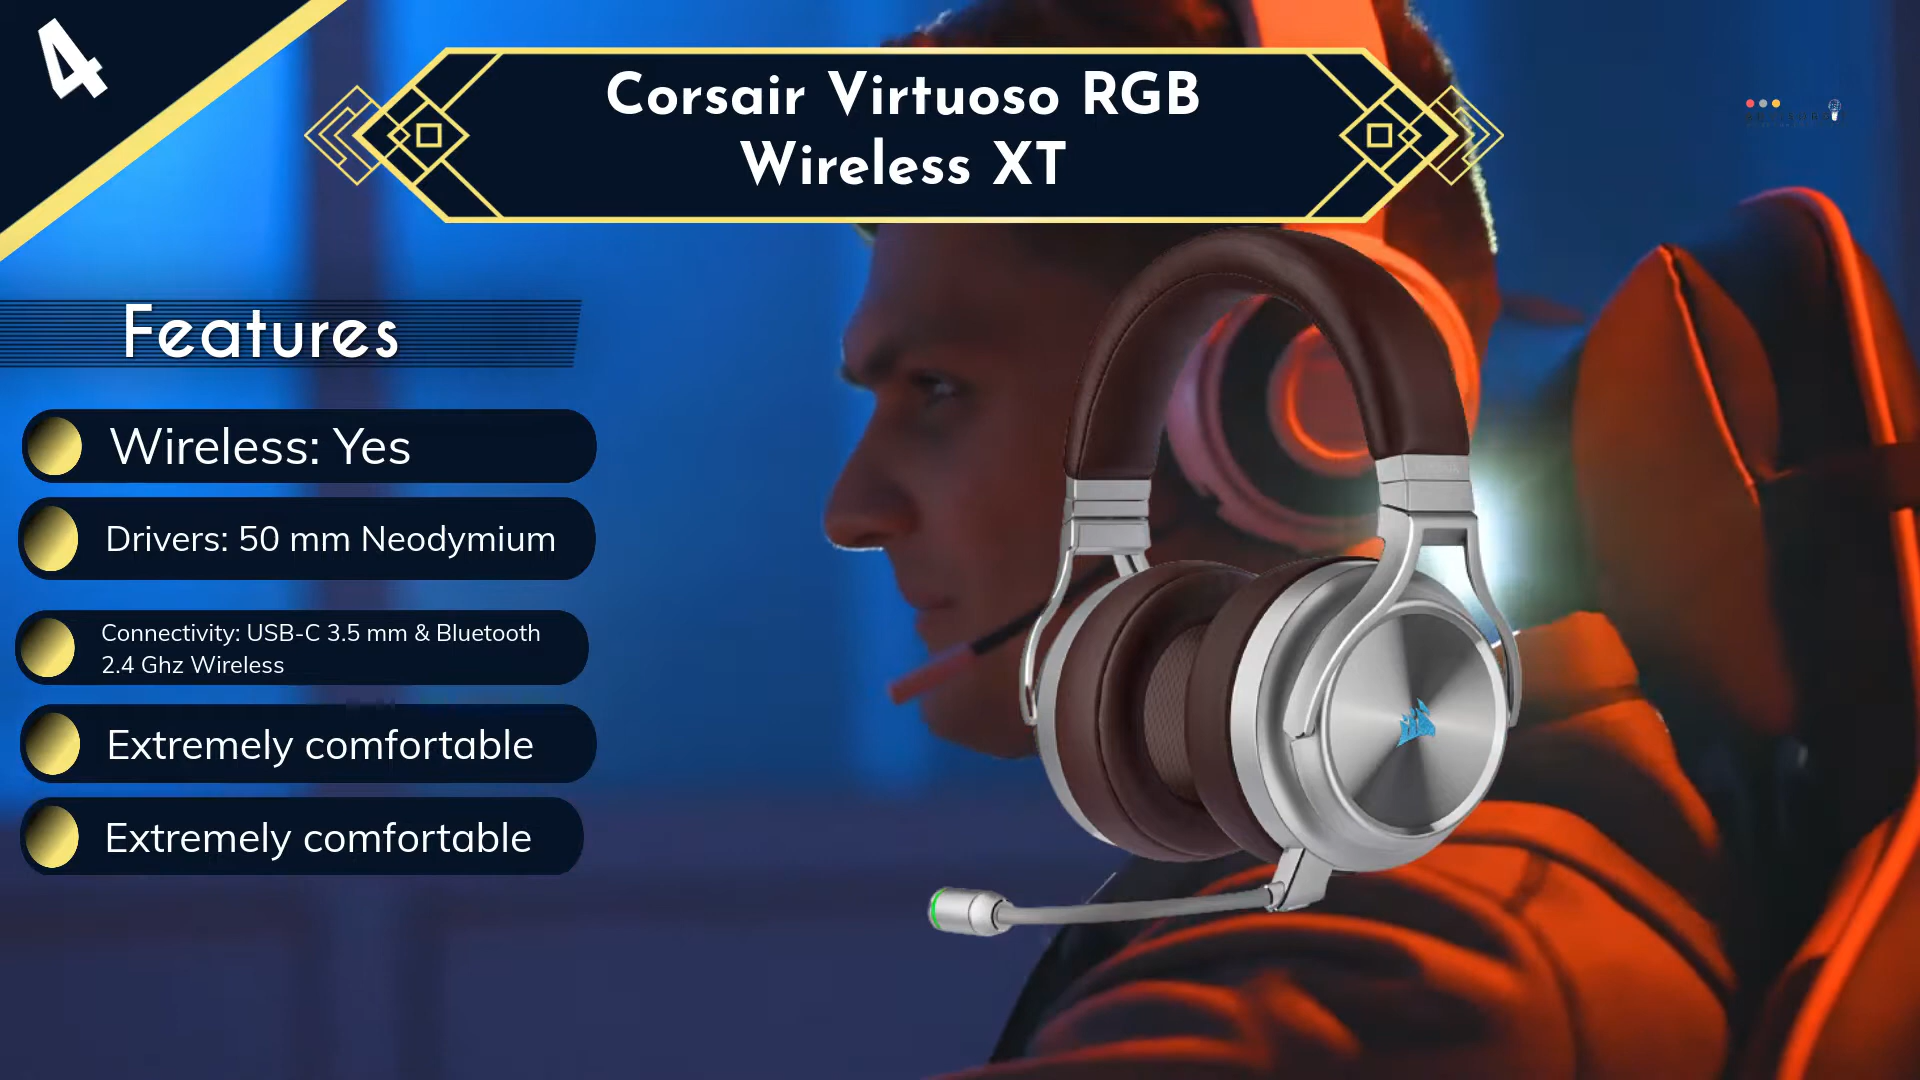 4
Corsair Virtuoso RGB
Wireless XT
Features
Wireless: Yes
Drivers: 50 mm Neodymium
Connectivity: USB-C 3.5 mm & Bluetooth
2.4 Ghz Wireless
Extremely comfortable
Extremely comfortable